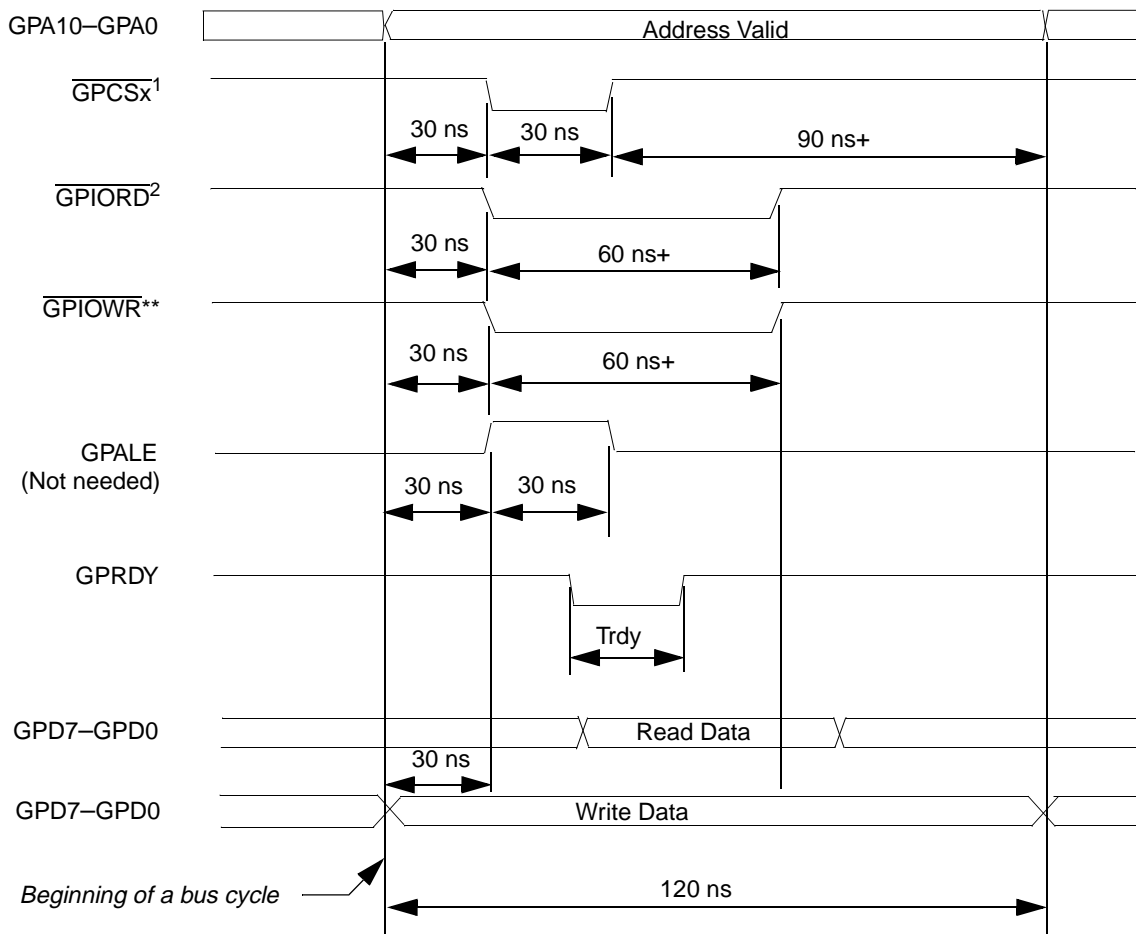 GPA10–GPA0
Address Valid
GPCSx1
30 ns
30 ns
90 ns+
GPIORD2
30 ns
60 ns+
GPIOWR**
30 ns
60 ns+
GPALE
(Not needed)
30 ns
30 ns
GPRDY
Trdy
GPD7–GPD0
Read Data
30 ns
GPD7–GPD0
Write Data
Beginning of a bus cycle
120 ns